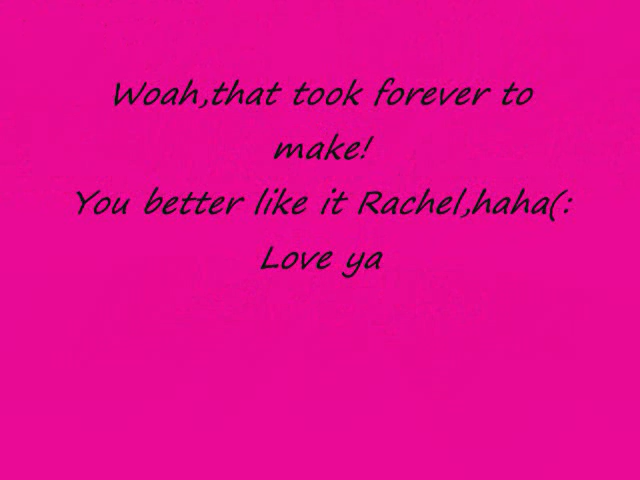 Woah,that took forever to
make!
You better like it Rachel,haha(:
Love ya